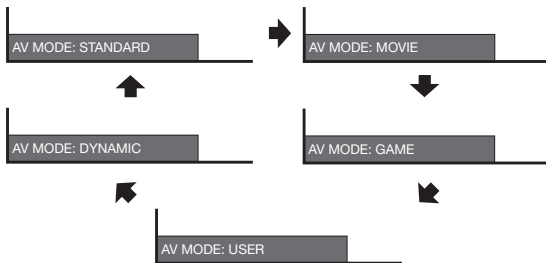 AV MODE: STANDARD
AV MODE: MOVIE
AV MODE: DYNAMIC
AV MODE: GAME
AV MODE: USER